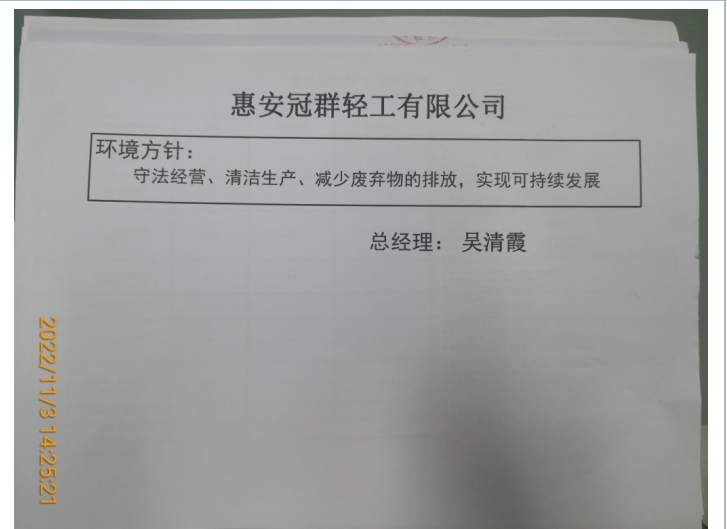 惠安冠群轻工有限公司
环境方针：
守法经营、清洁生产、减少废弃物的排放，实现可持续发展
总经理： 吴清霞
2022/11/3 14:25:21